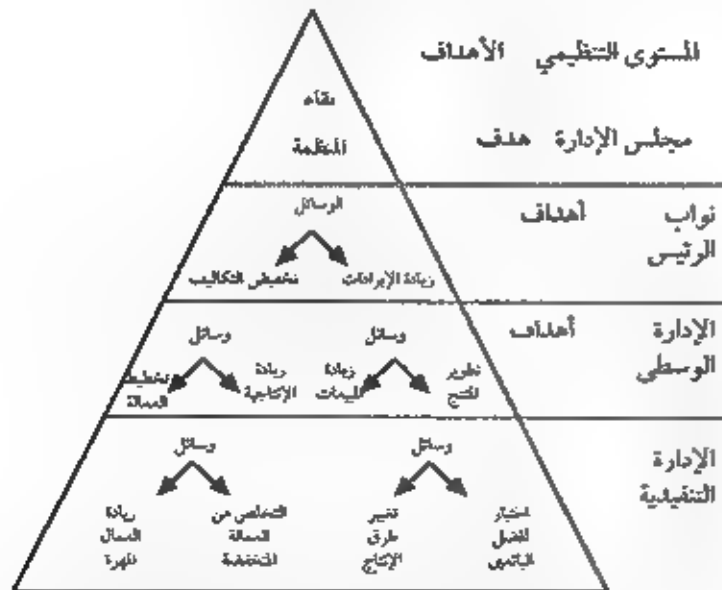 المستوى التنظيمي الأهداف
مجلس الإدارة هدف
بقاء
المنظمة
نواب
الرئيس
أهداف
الوسائل
زيادة الإيرادات
تخفيض التكاليف
الإدارة
الوسطى
أهداف
وسائل
تطوير
المنتج
زيادة
المبيعات
وسائل
زيادة
الإنتاجية
تخطيط
العمالة
الإدارة
التنفيذية
وسائل
اختيار
أفضل
البائعين
تغيير
طرق
الإنتاج
وسائل
التخلص من
العمالة
المنخفضة
زيادة
العمال
المهرة